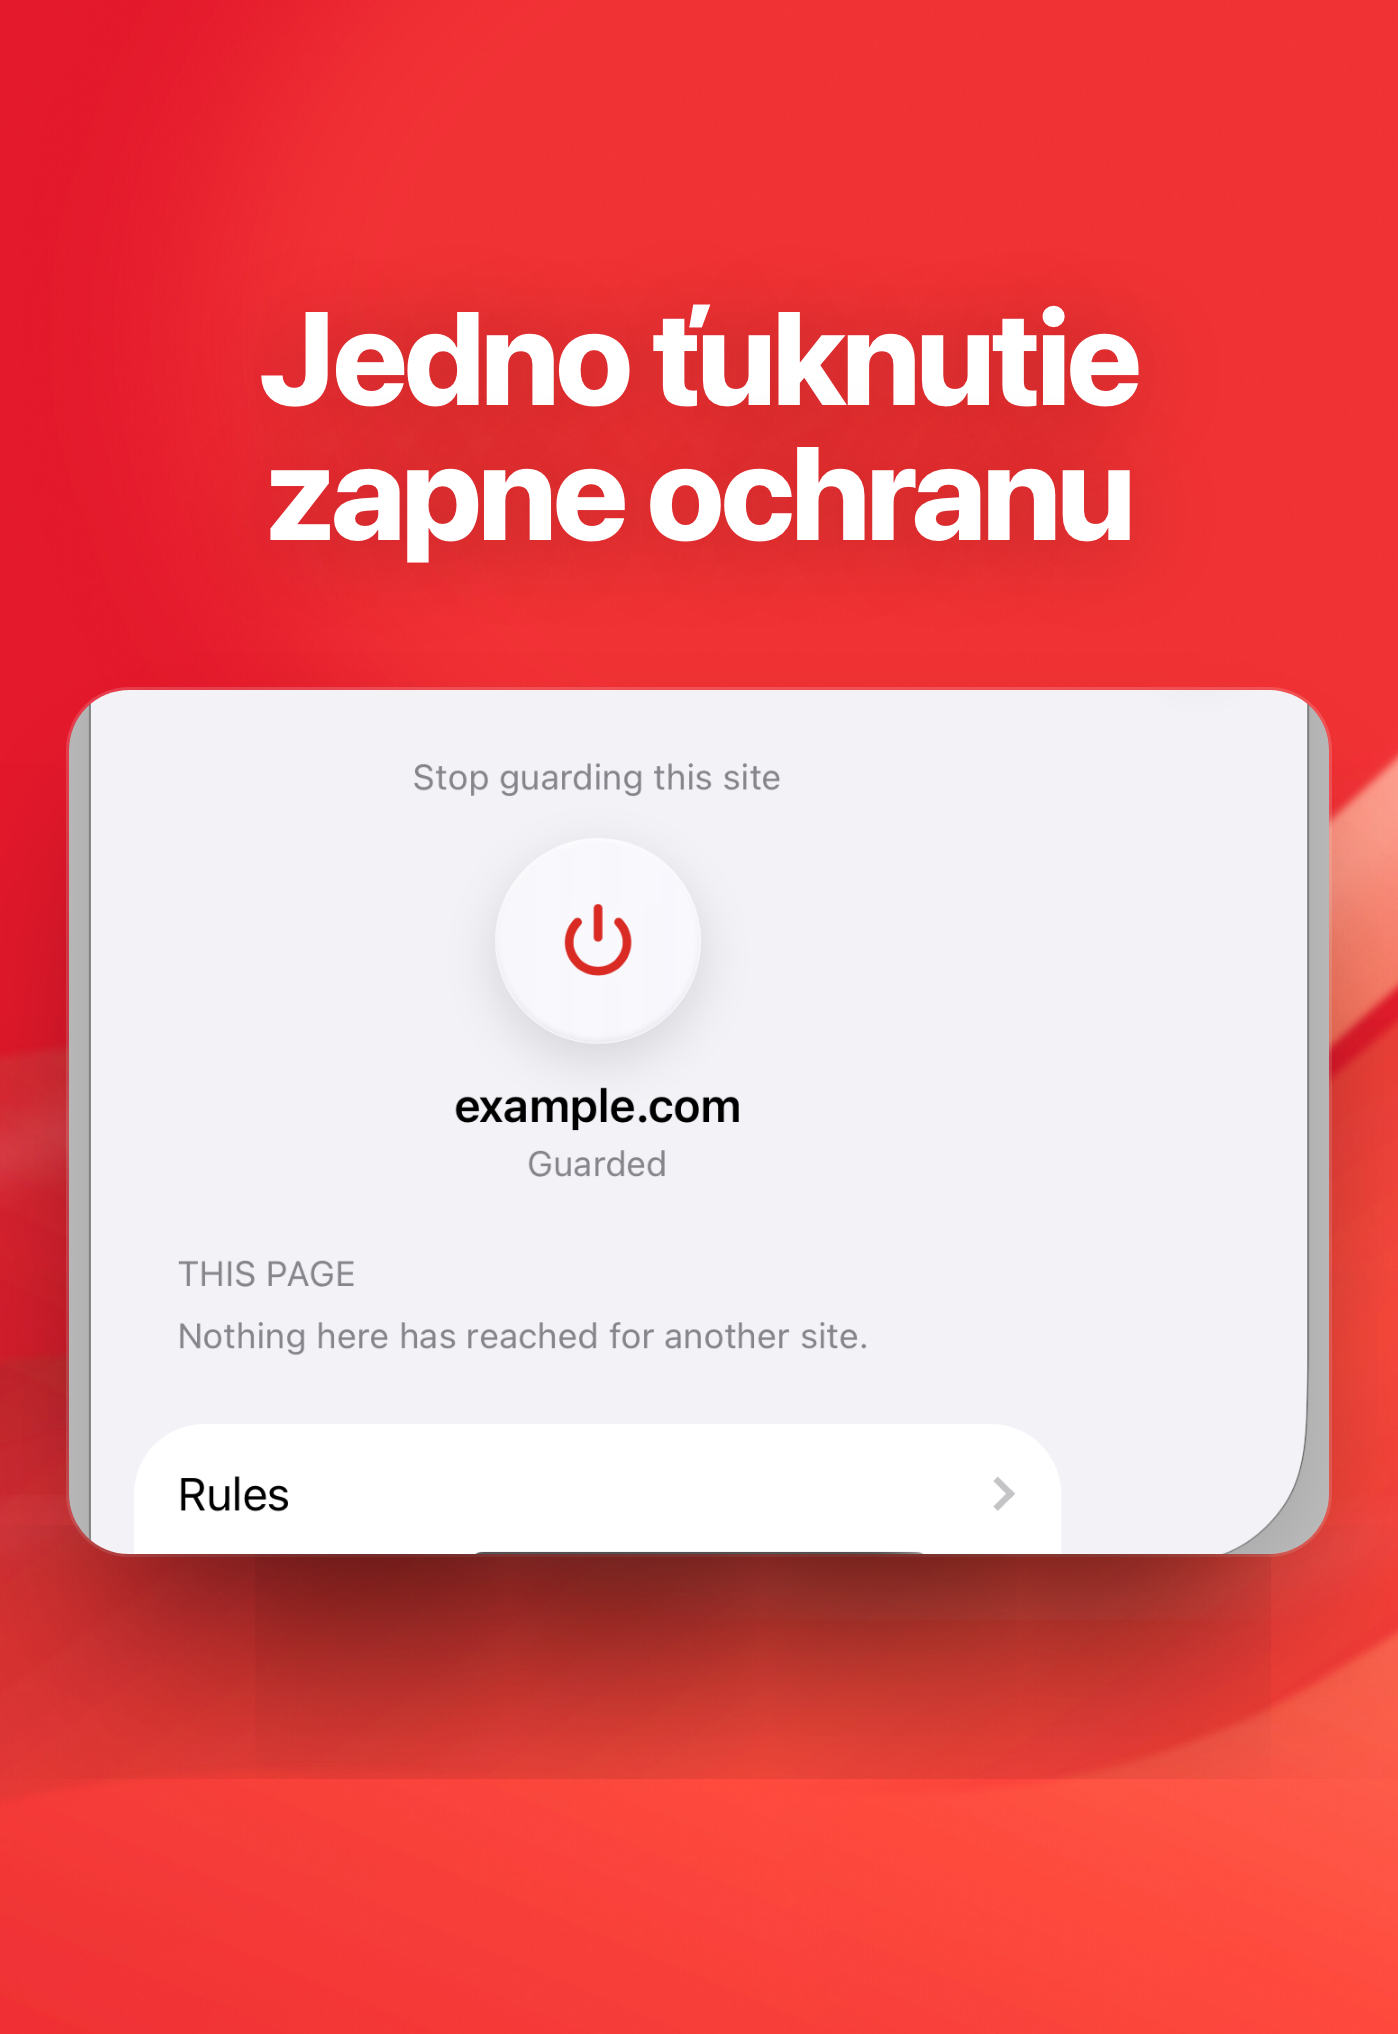 Jedno ťuknutie
zapne ochranu
Stop guarding this site
example.com
Guarded
THIS PAGE
Nothing here has reached for another site.
Rules